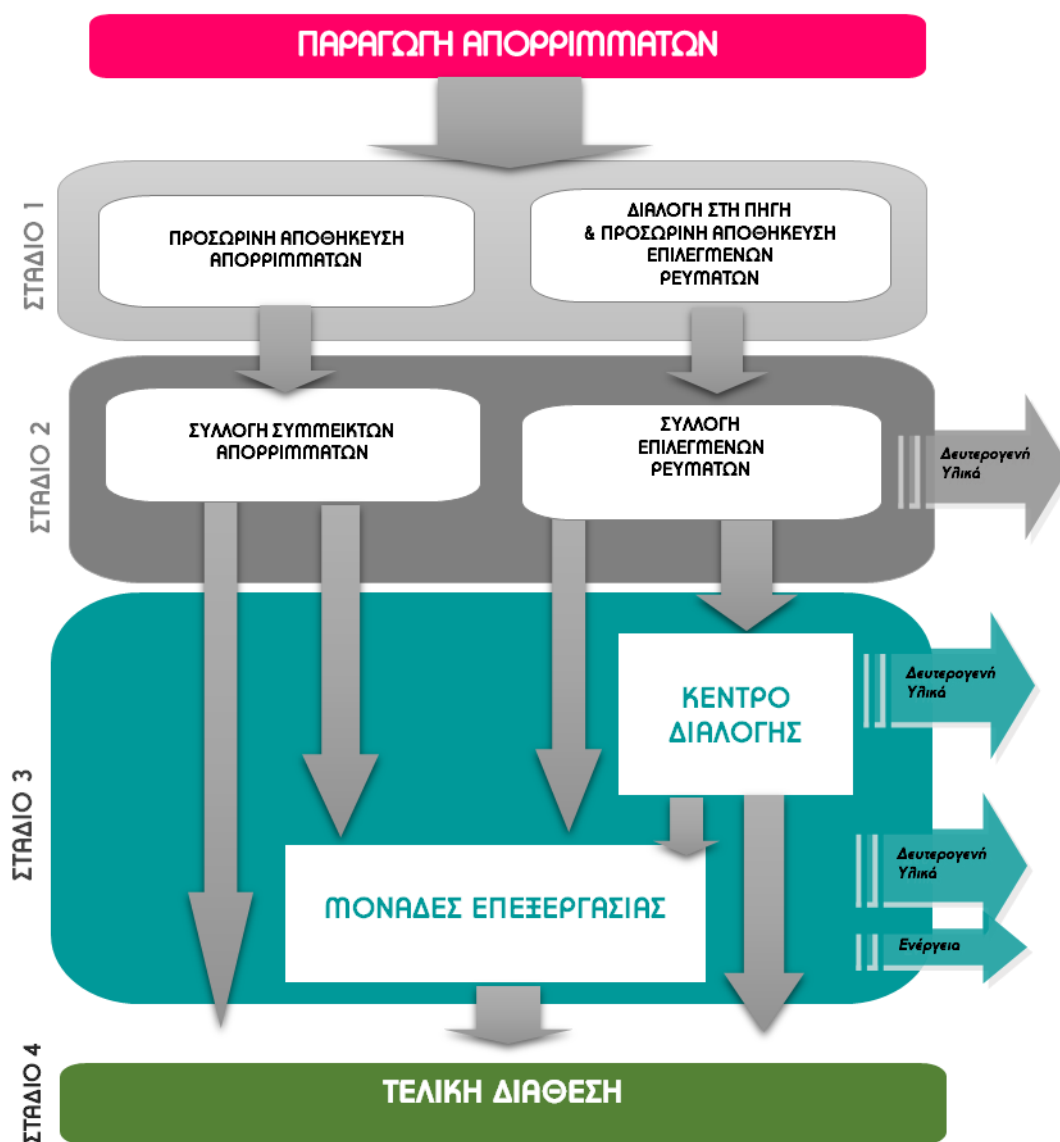 ΠΑΡΑΓΩΓΗ ΑΠΟΡΡΙΜΜΑΤΩΝ
ΣΤΑΔΙΟ 1
ΠΡΟΣΩΡΙΝΗ ΑΠΟΘΗΚΕΥΣΗ
ΑΠΟΡΡΙΜΜΑΤΩΝ
ΔΙΑΛΟΓΗ ΣΤΗ ΠΗΓΗ
& ΠΡΟΣΩΡΙΝΗ ΑΠΟΘΗΚΕΥΣΗ
ΕΠΙΛΕΓΜΕΝΩΝ
ΡΕΥΜΑΤΩΝ
ΣΤΑΔΙΟ 2
ΣΥΛΛΟΓΗ ΣΥΜΜΕΙΚΤΩΝ
ΑΠΟΡΡΙΜΜΑΤΩΝ
ΣΥΛΛΟΓΗ
ΕΠΙΛΕΓΜΕΝΩΝ
ΡΕΥΜΑΤΩΝ
Δευτερογενή
Υλικά
ΣΤΑΔΙΟ 3
ΚΕΝΤΡΟ
ΔΙΑΛΟΓΗΣ
Δευτερογενή
Υλικά
ΜΟΝΑΔΕΣ ΕΠΕΞΕΡΓΑΣΙΑΣ
Δευτερογενή
Υλικά
Ενέργεια
ΣΤΑΔΙΟ 4
ΤΕΛΙΚΗ ΔΙΑΘΕΣΗ